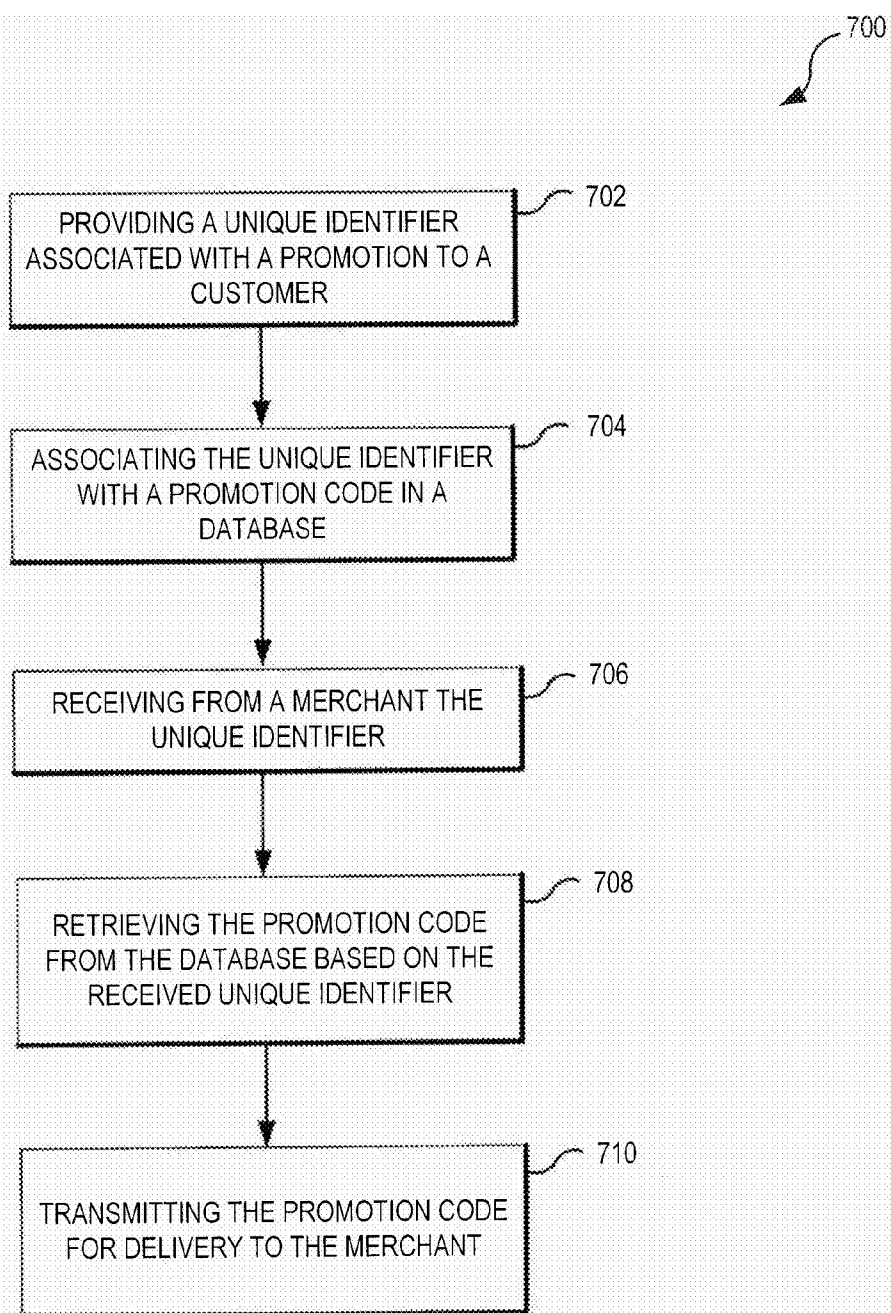 700
702
PROVIDING A UNIQUE IDENTIFIER
ASSOCIATED WITH A PROMOTION TO A
CUSTOMER
704
ASSOCIATING THE UNIQUE IDENTIFIER
WITH A PROMOTION CODE IN A
DATABASE
706
RECEIVING FROM A MERCHANT THE
UNIQUE IDENTIFIER
708
RETRIEVING THE PROMOTION CODE
FROM THE DATABASE BASED ON THE
RECEIVED UNIQUE IDENTIFIER
710
TRANSMITTING THE PROMOTION CODE
FOR DELIVERY TO THE MERCHANT